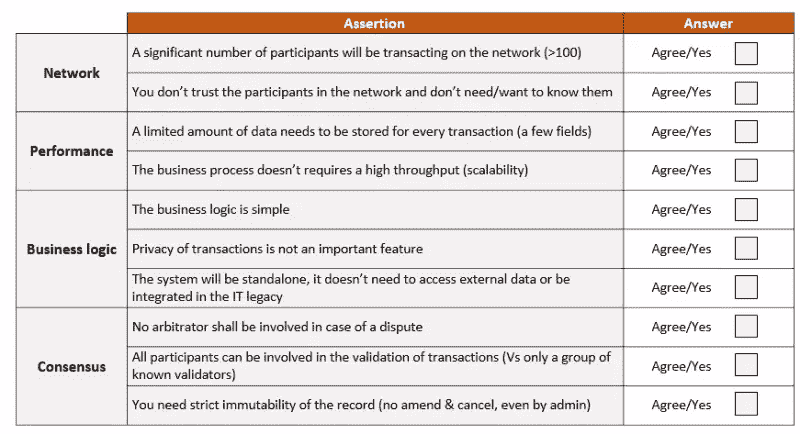 Assertion Answer
Network
A significant number of participants will be transacting on the network (>100) Agree/Yes
You don't trust the participants in the network and don't need/want to know them Agree/Yes
Performance
A limited amount of data needs to be stored for every transaction (a few fields) Agree/Yes
The business process doesn't requires a high throughput (scalability) Agree/Yes
Business logic
The business logic is simple Agree/Yes
Privacy of transactions is not an important feature Agree/Yes
The system will be standalone, it doesn't need to access external data or be
integrated in the IT legacy Agree/Yes
Consensus
No arbitrator shall be involved in case of a dispute Agree/Yes
All participants can be involved in the validation of transactions (Vs only a group of
known validators) Agree/Yes
You need strict immutability of the record (no amend & cancel, even by admin) Agree/Yes